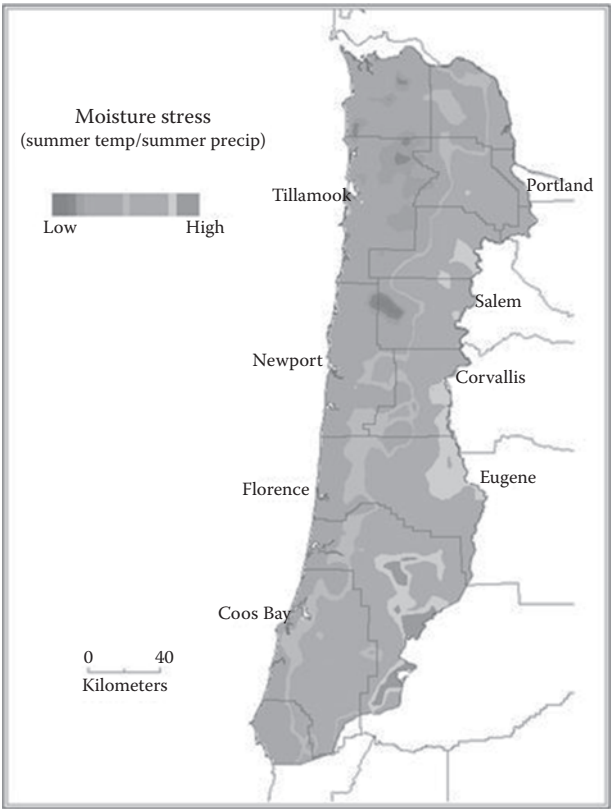 Moisture stress
(summer temp/summer precip)
Low High
Tillamook
Portland
Salem
Newport
Corvallis
Eugene
Florence
Coos Bay
0 40
Kilometers